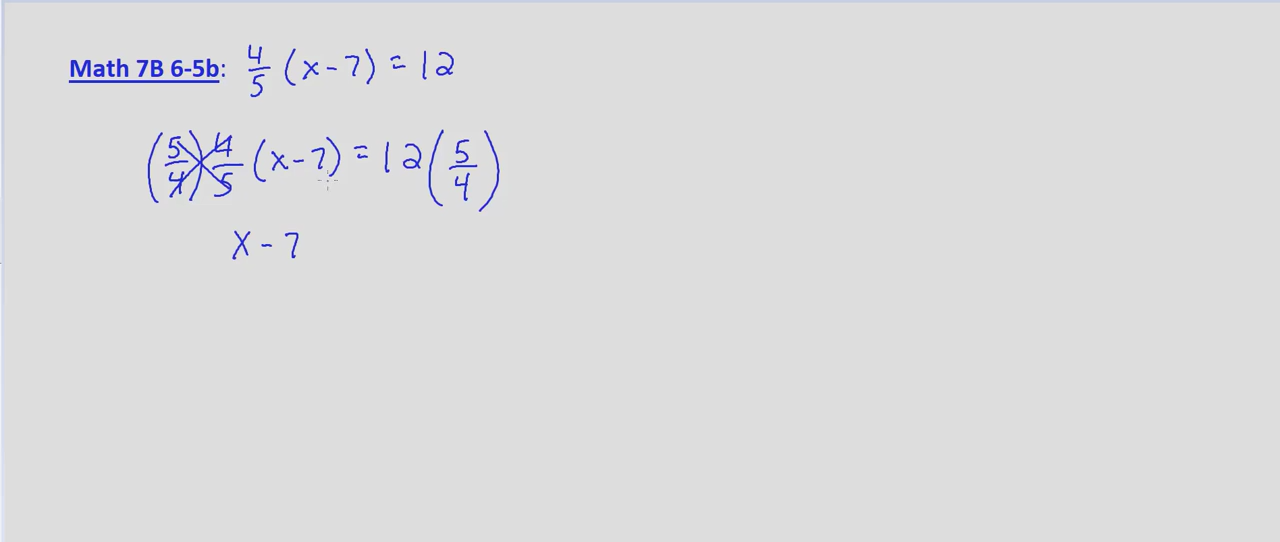 Math 7B 6-5b: 4/5 (x-7) = 12
(5/4) 4/5 (x-7) = 12 (5/4)
x-7